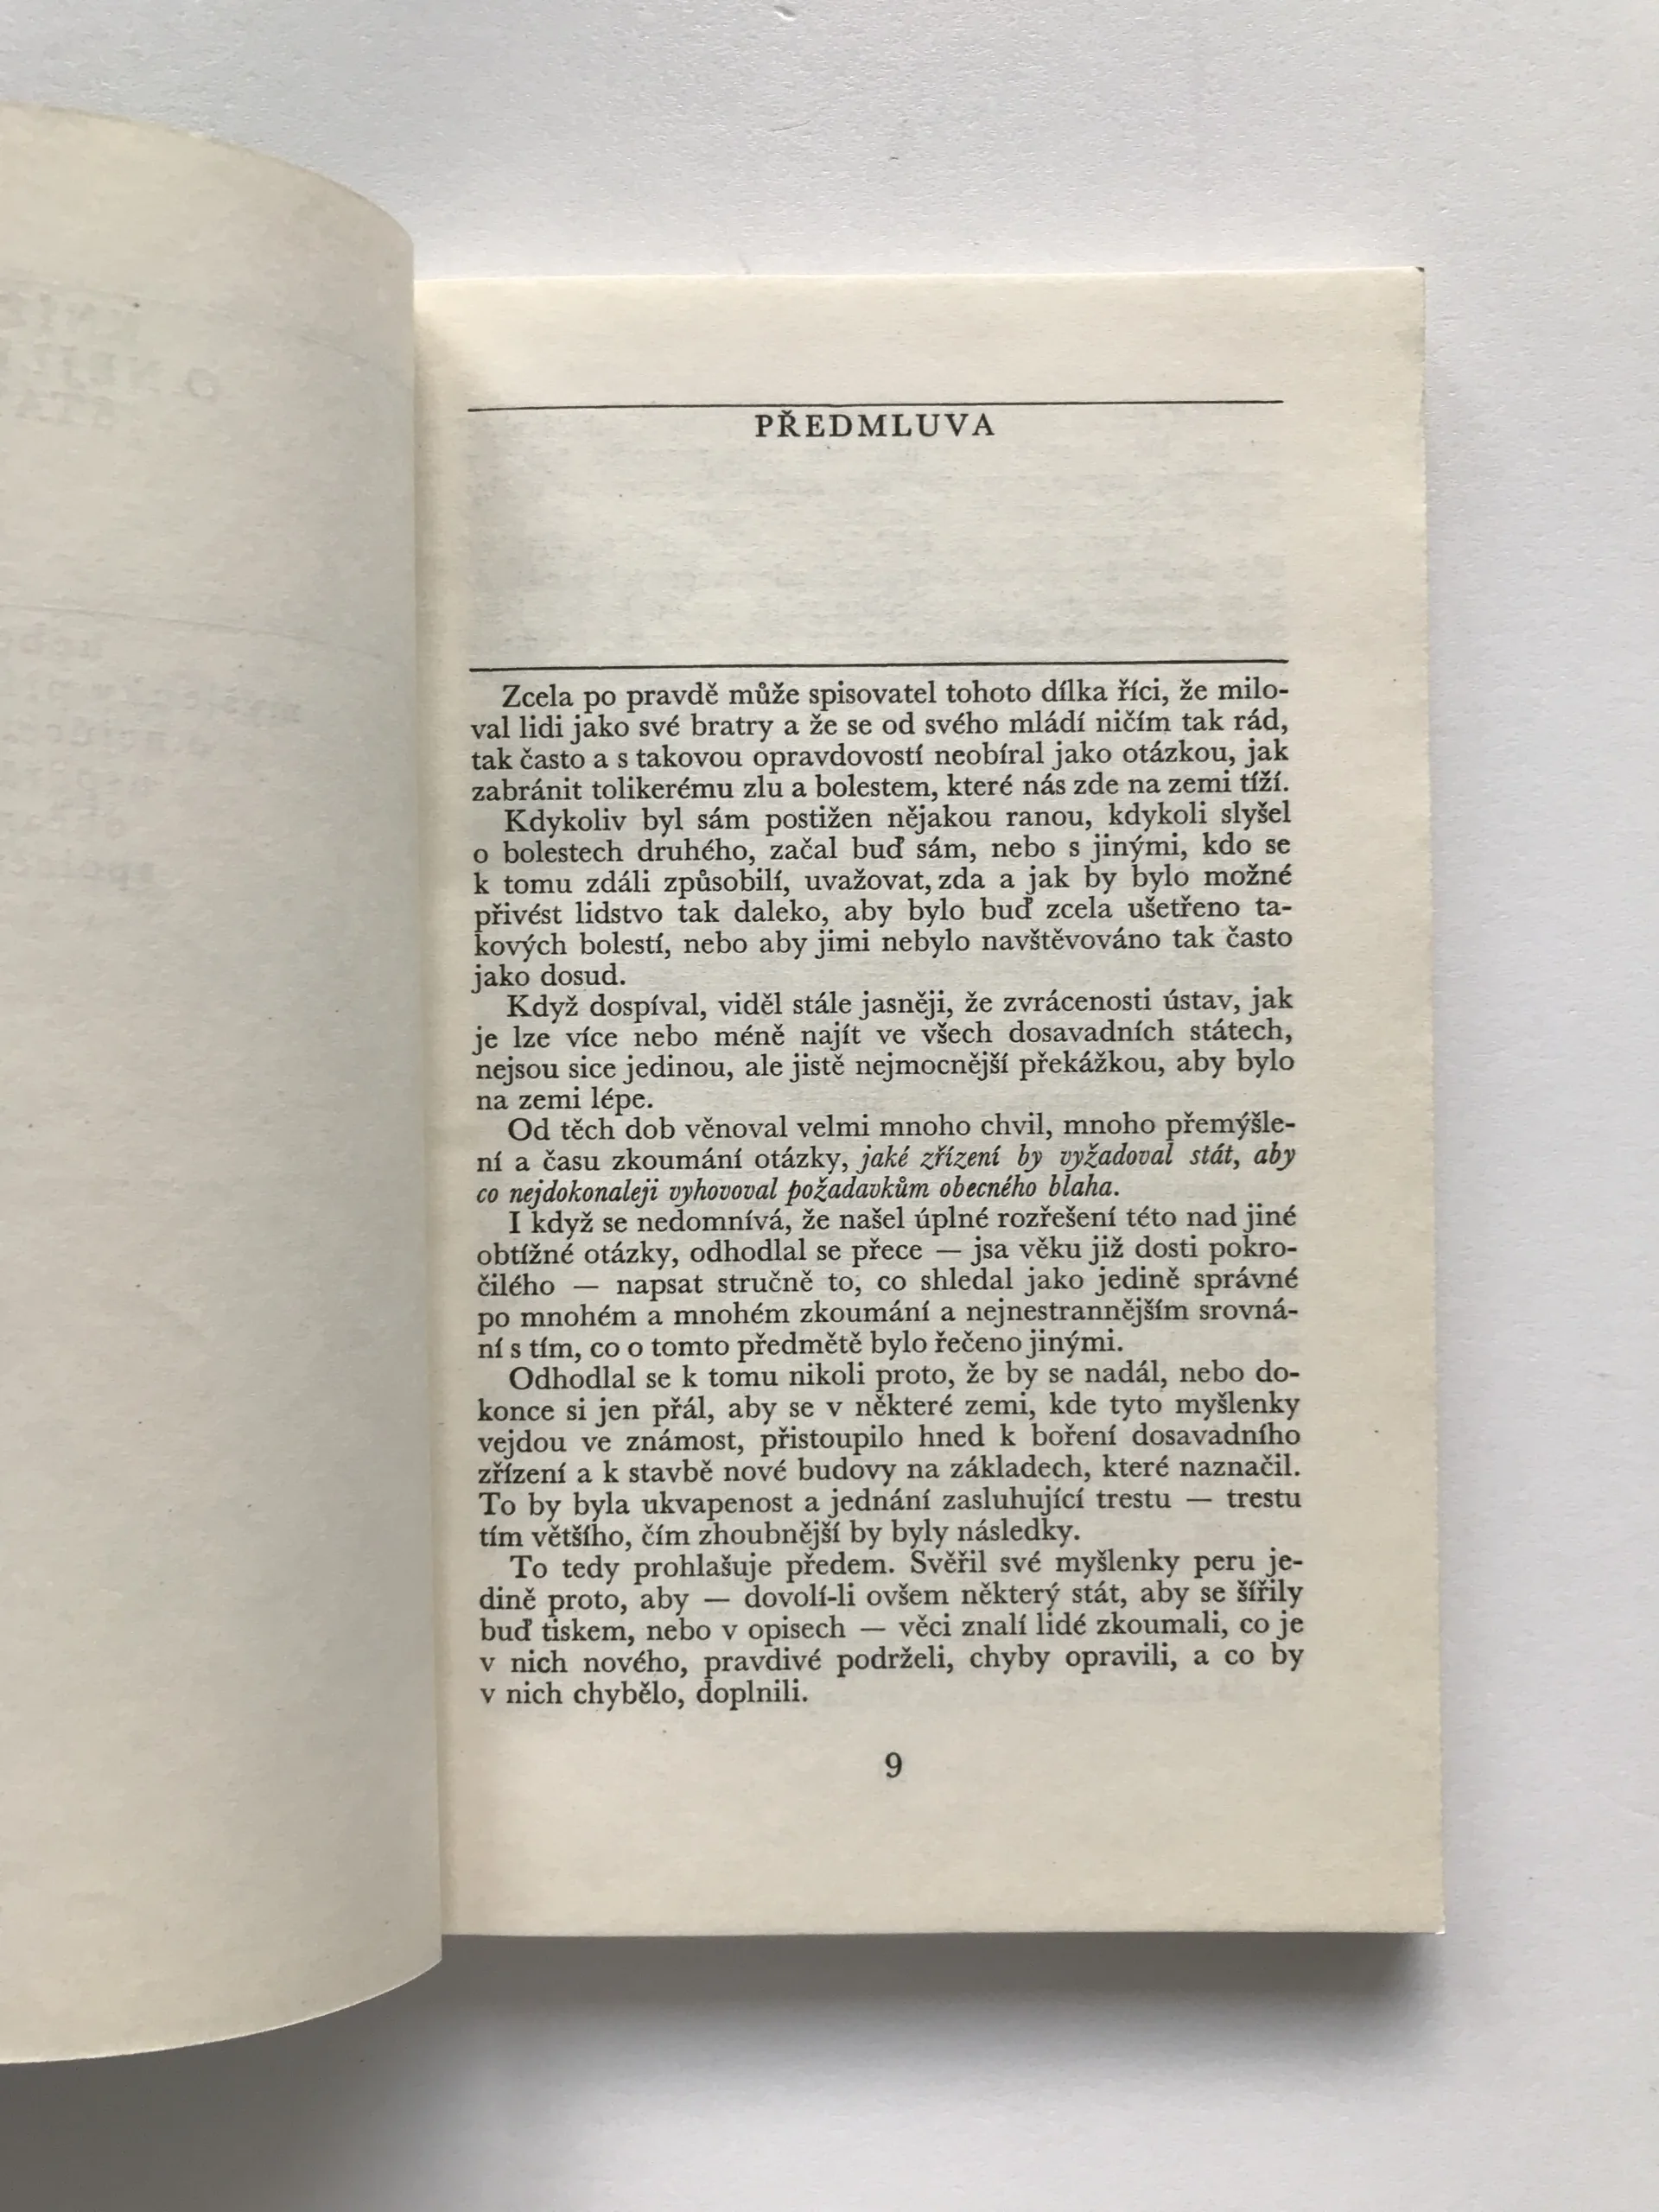 PŘEDMLUVA
Zcela po pravdě může spisovatel tohoto dílka říci, že milo-
val lidi jako své bratry a že se od svého mládí ničím tak rád,
tak často a s takovou opravdovostí neobíral jako otázkou, jak
zabránit tolikerému zlu a bolestem, které nás zde na zemi tíží.
Kdykoliv byl sám postižen nějakou ranou, kdykoli slyšel
o bolestech druhého, začal buď sám, nebo s jinými, kdo se
k tomu zdáli způsobilí, uvažovat, zda a jak by bylo možné
přivést lidstvo tak daleko, aby bylo buď zcela ušetřeno ta-
kových bolestí, nebo aby jimi nebylo navštěvováno tak často
jako dosud.
Když dospíval, viděl stále jasněji, že zvrácenosti ústav, jak
je lze více nebo méně najít ve všech dosavadních státech,
nejsou sice jedinou, ale jistě nejmocnější překážkou, aby bylo
na zemi lépe.
Od těch dob věnoval velmi mnoho chvil, mnoho přemýšle-
ní a času zkoumání otázky, jaké zřízení by vyžadoval stát, aby
co nejdokonaleji vyhovoval požadavkům obecného blaha.
I když se nedomnívá, že našel úplné rozřešení této nad jiné
obtížné otázky, odhodlal se přece — jsa věku již dosti pokro-
čilého — napsat stručně to, co shledal jako jedině správné
po mnohém a mnohém zkoumání a nejnestrannějším srovná-
ní s tím, co o tomto předmětě bylo řečeno jinými.
Odhodlal se k tomu nikoli proto, že by se nadál, nebo do-
konce si jen přál, aby se v některé zemi, kde tyto myšlenky
vejdou ve známost, přistoupilo hned k boření dosavadního
zřízení a k stavbě nové budovy na základech, které naznačil.
To by byla ukvapenost a jednání zasluhující trestu — trestu
tím většího, čím zhoubnější by byly následky.
To tedy prohlašuje předem. Svěřil své myšlenky peru je-
dině proto, aby — dovolí-li ovšem některý stát, aby se šířily
buď tiskem, nebo v opisech — věci znalí lidé zkoumali, co je
v nich nového, pravdivé podrželi, chyby opravili, a co by
v nich chybělo, doplnili.
9